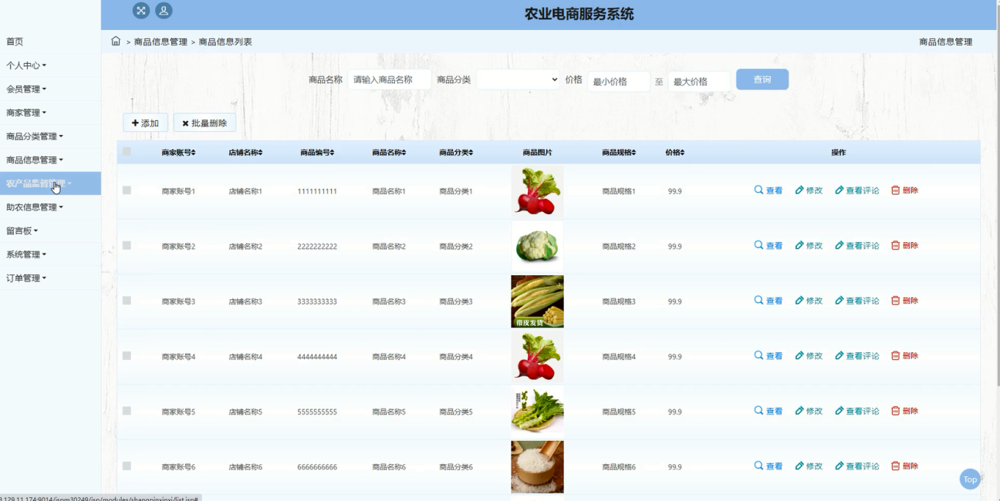 农业电商服务系统
首页
个人中心
会员管理
商家管理
商品分类管理
商品信息管理
农产品监督管理
助农信息管理
留言板
系统管理
订单管理
> 商品信息管理 > 商品信息列表
商品信息管理
商品名称 请输入商品名称 商品分类 价格 最小价格 至 最大价格 查询
添加 批量删除
商家账号 店铺名称 商品编号 商品名称 商品分类 商品图片 商品规格 价格 操作
商家账号1 店铺名称1 1111111111 商品名称1 商品分类1 商品规格1 99.9 查看 修改 查看评论 删除
商家账号2 店铺名称2 2222222222 商品名称2 商品分类2 商品规格2 99.9 查看 修改 查看评论 删除
商家账号3 店铺名称3 3333333333 商品名称3 商品分类3 带皮发货 商品规格3 99.9 查看 修改 查看评论 删除
商家账号4 店铺名称4 4444444444 商品名称4 商品分类4 商品规格4 99.9 查看 修改 查看评论 删除
商家账号5 店铺名称5 5555555555 商品名称5 商品分类5 商品规格5 99.9 查看 修改 查看评论 删除
商家账号6 店铺名称6 6666666666 商品名称6 商品分类6 商品规格6 99.9 查看 修改 查看评论 删除
Top